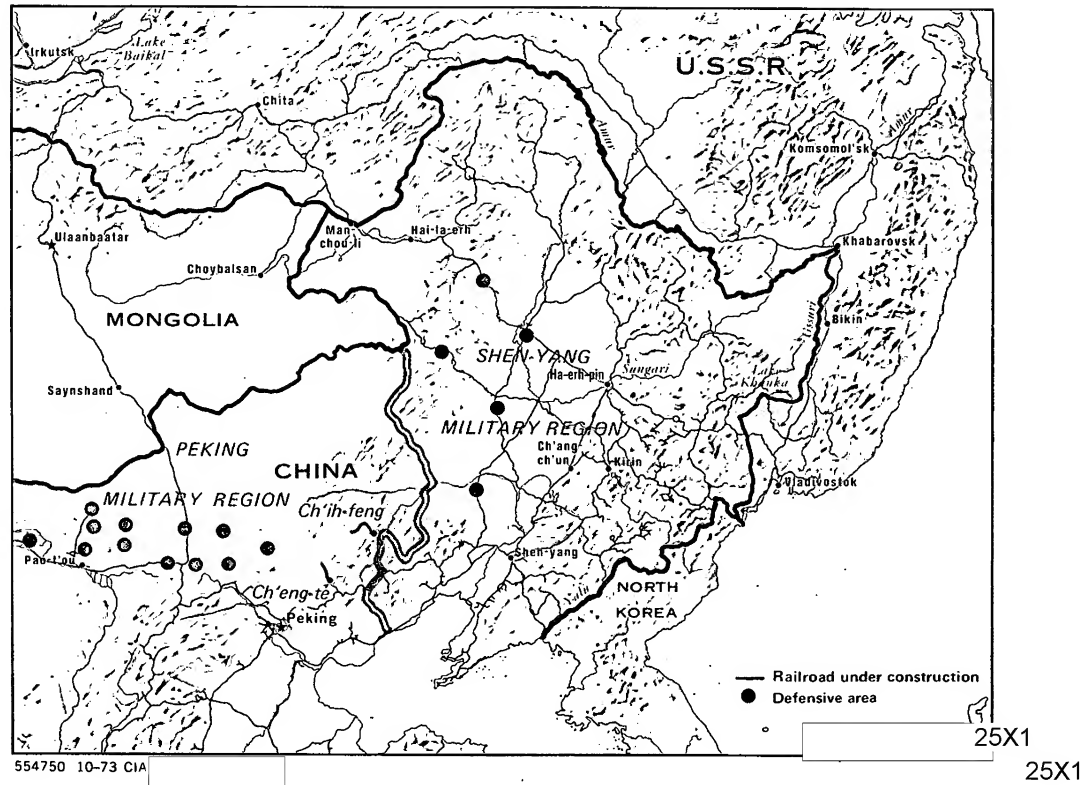 Irkutsk
Lake
Baikal
Chita
U.S.S.R.
Amur
Komsomol'sk
Amur
Ulaanbaatar
Man-
chou-li
Hai-la-erh
Khabarovsk
Choybalsan
MONGOLIA
Ussuri
Bikin
SHEN-YANG
Ha-erh-pin
Sungari
Lake
Khanka
Saynshand
MILITARY REGION
PEKING
CHINA
Ch'ang
ch'un
Kirin
MILITARY REGION
Ch'ih-feng
Vladivostok
Pao-t'ou
Shen-yang
Ch'eng-te
Yalu
NORTH
KOREA
Peking
Railroad under construction
Defensive area
25X1
554750 10-73 CIA
25X1